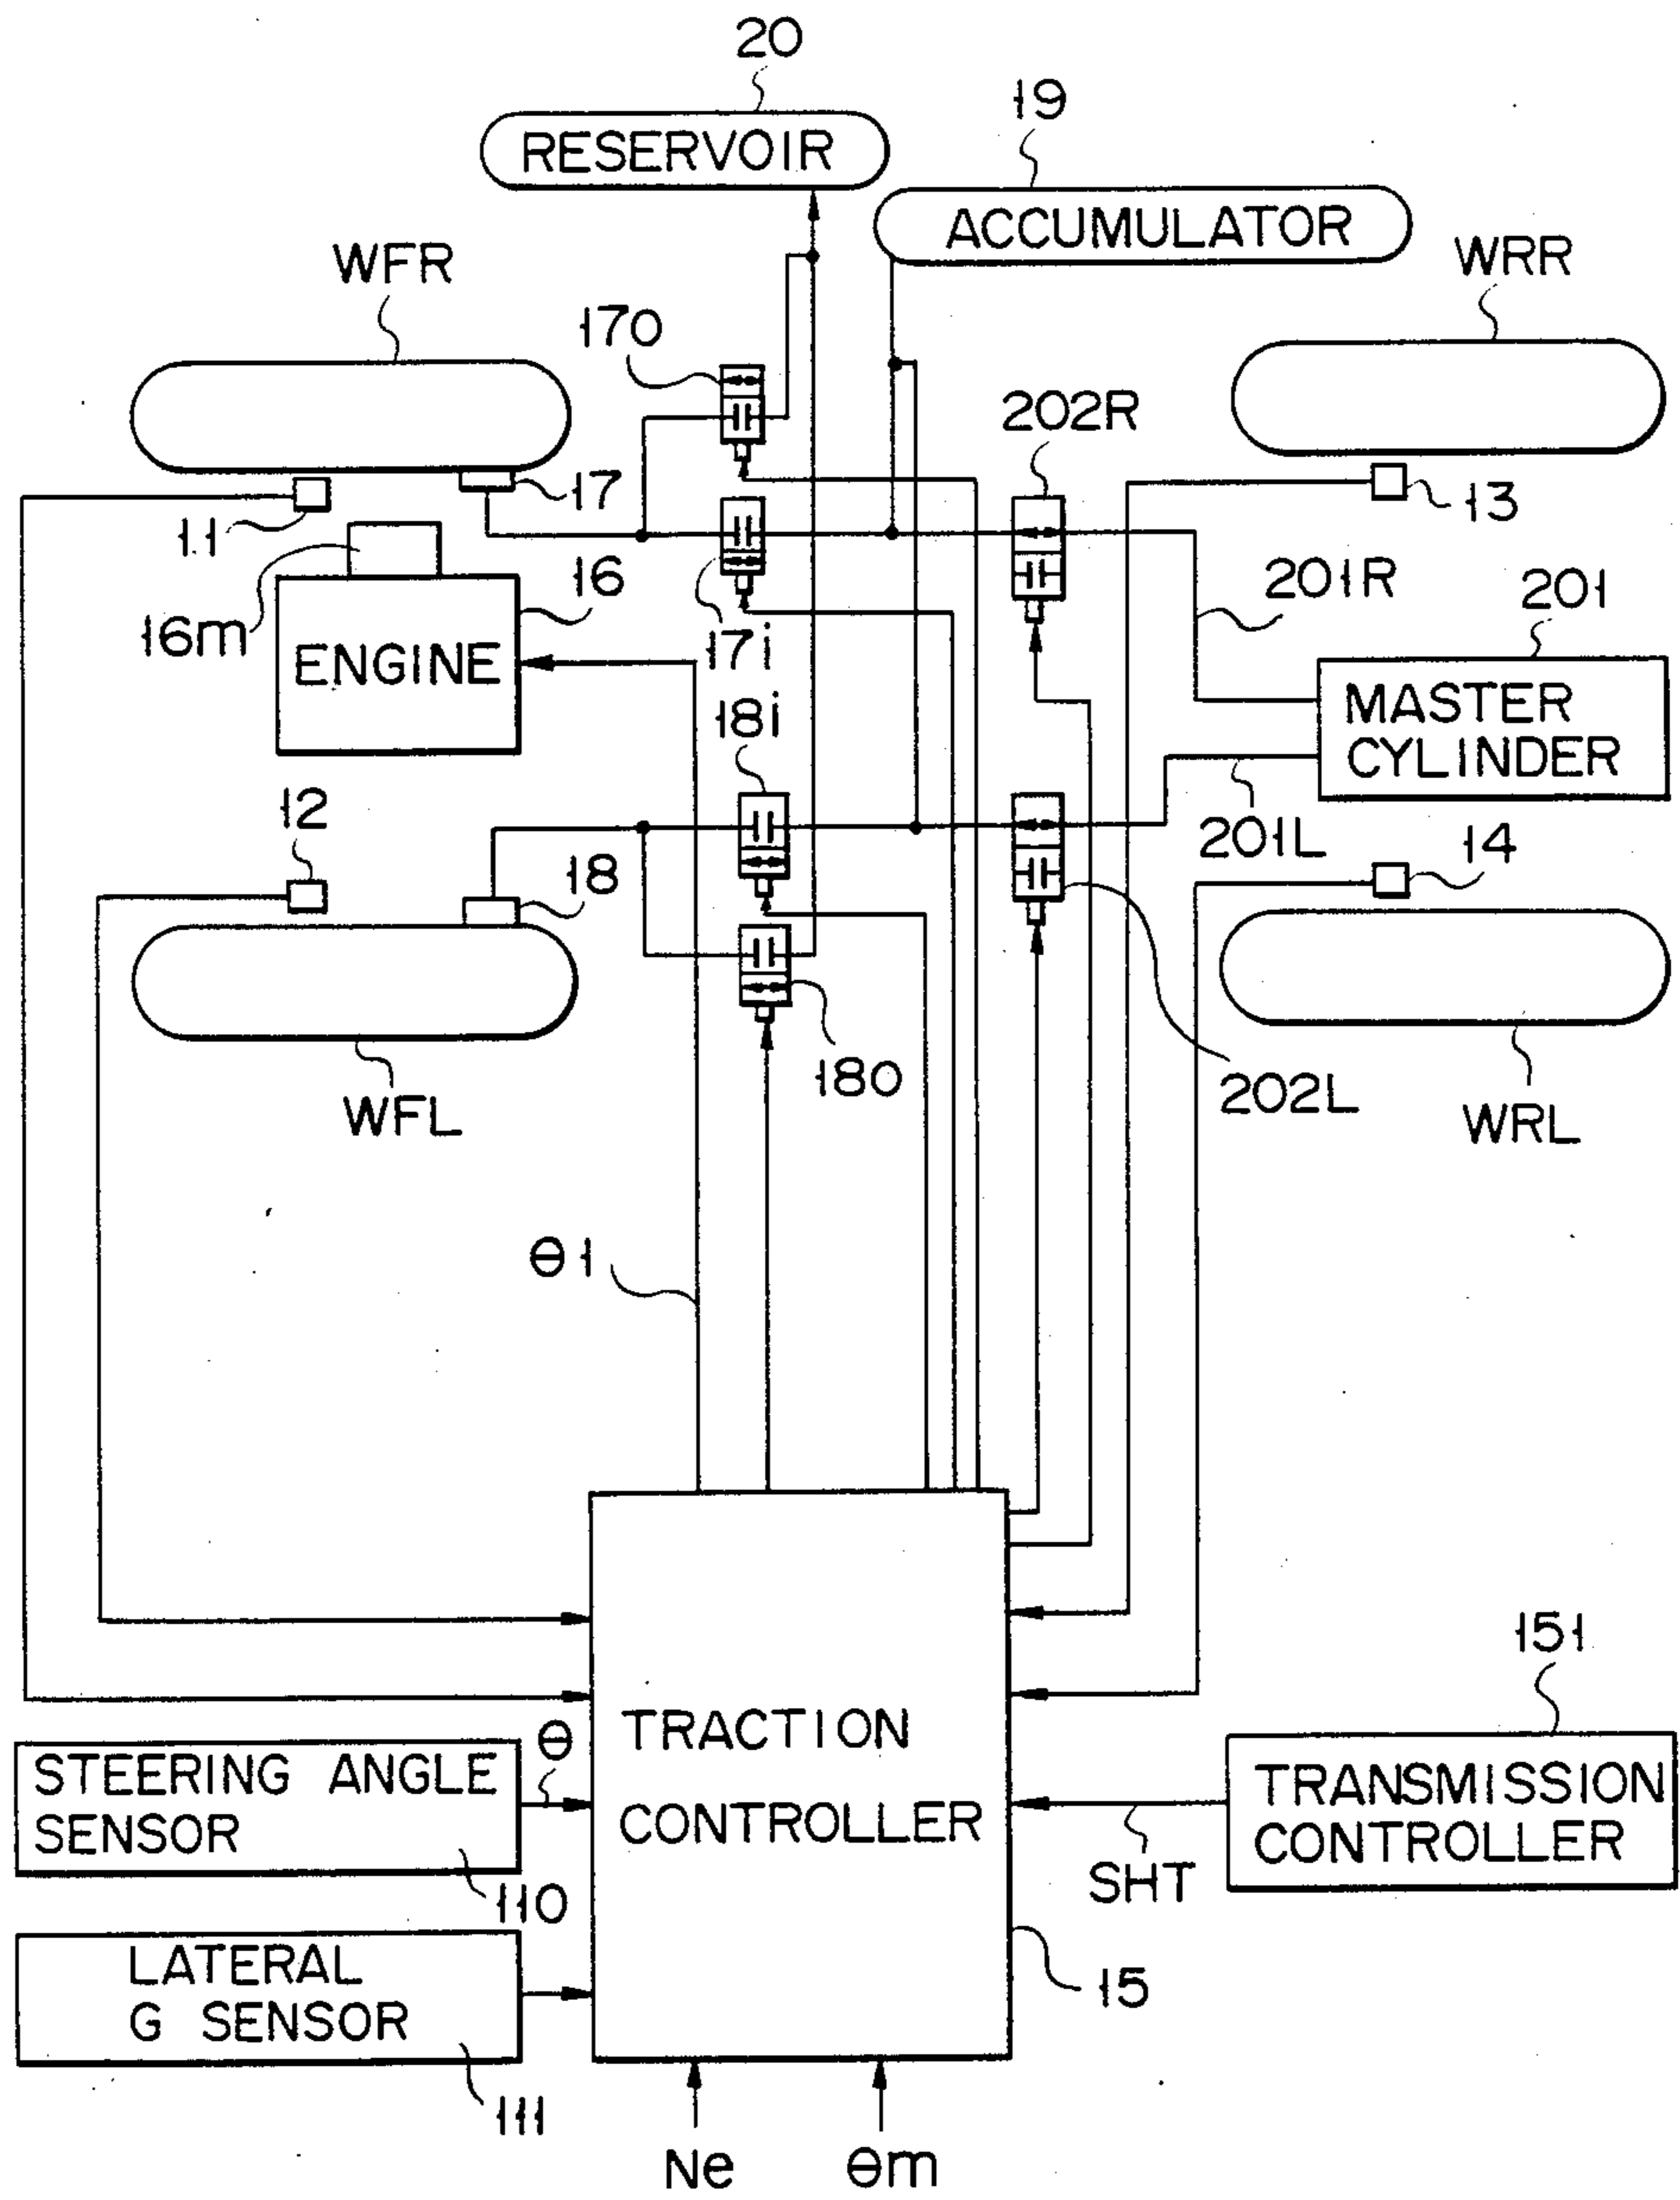 20
RESERVOIR
19
ACCUMULATOR
WFR
WRR
170
202R
17
13
11
16
16m
ENGINE
17i
201R
201
MASTER
CYLINDER
18i
12
18
201L
14
180
202L
WFL
WRL
θ1
TRACTION
CONTROLLER
151
TRANSMISSION
CONTROLLER
θ
STEERING ANGLE
SENSOR
SHT
110
LATERAL
G SENSOR
15
111
Ne
θm